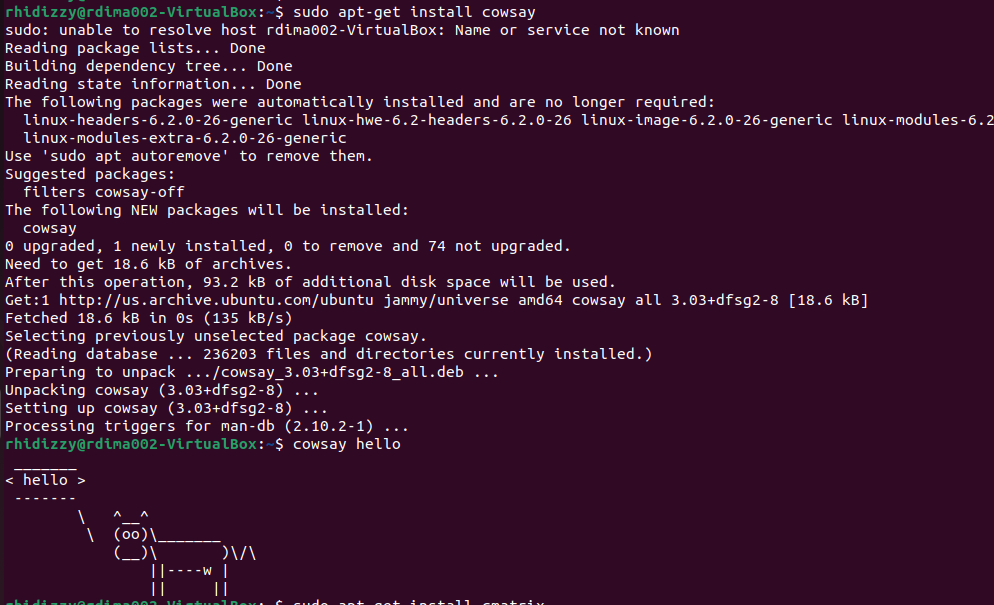 rhidizzy@rdima002-VirtualBox:~$ sudo apt-get install cowsay
sudo: unable to resolve host rdima002-VirtualBox: Name or service not known
Reading package lists... Done
Building dependency tree... Done
Reading state information... Done
The following packages were automatically installed and are no longer required:
  linux-headers-6.2.0-26-generic linux-hwe-6.2-headers-6.2.0-26 linux-image-6.2.0-26-generic linux-modules-6.2
  linux-modules-extra-6.2.0-26-generic
Use 'sudo apt autoremove' to remove them.
Suggested packages:
  filters cowsay-off
The following NEW packages will be installed:
  cowsay
0 upgraded, 1 newly installed, 0 to remove and 74 not upgraded.
Need to get 18.6 kB of archives.
After this operation, 93.2 kB of additional disk space will be used.
Get:1 http://us.archive.ubuntu.com/ubuntu jammy/universe amd64 cowsay all 3.03+dfsg2-8 [18.6 kB]
Fetched 18.6 kB in 0s (135 kB/s)
Selecting previously unselected package cowsay.
(Reading database ... 236203 files and directories currently installed.)
Preparing to unpack .../cowsay_3.03+dfsg2-8_all.deb ...
Unpacking cowsay (3.03+dfsg2-8) ...
Setting up cowsay (3.03+dfsg2-8) ...
Processing triggers for man-db (2.10.2-1) ...
rhidizzy@rdima002-VirtualBox:~$ cowsay hello
 _______
< hello >
 -------
        \   ^__^
         \  (oo)\_______
            (__)\       )\/\
                ||----w |
                ||     ||
rhidizzy@rdima002-VirtualBox:~$ sudo apt-get install cmatrix